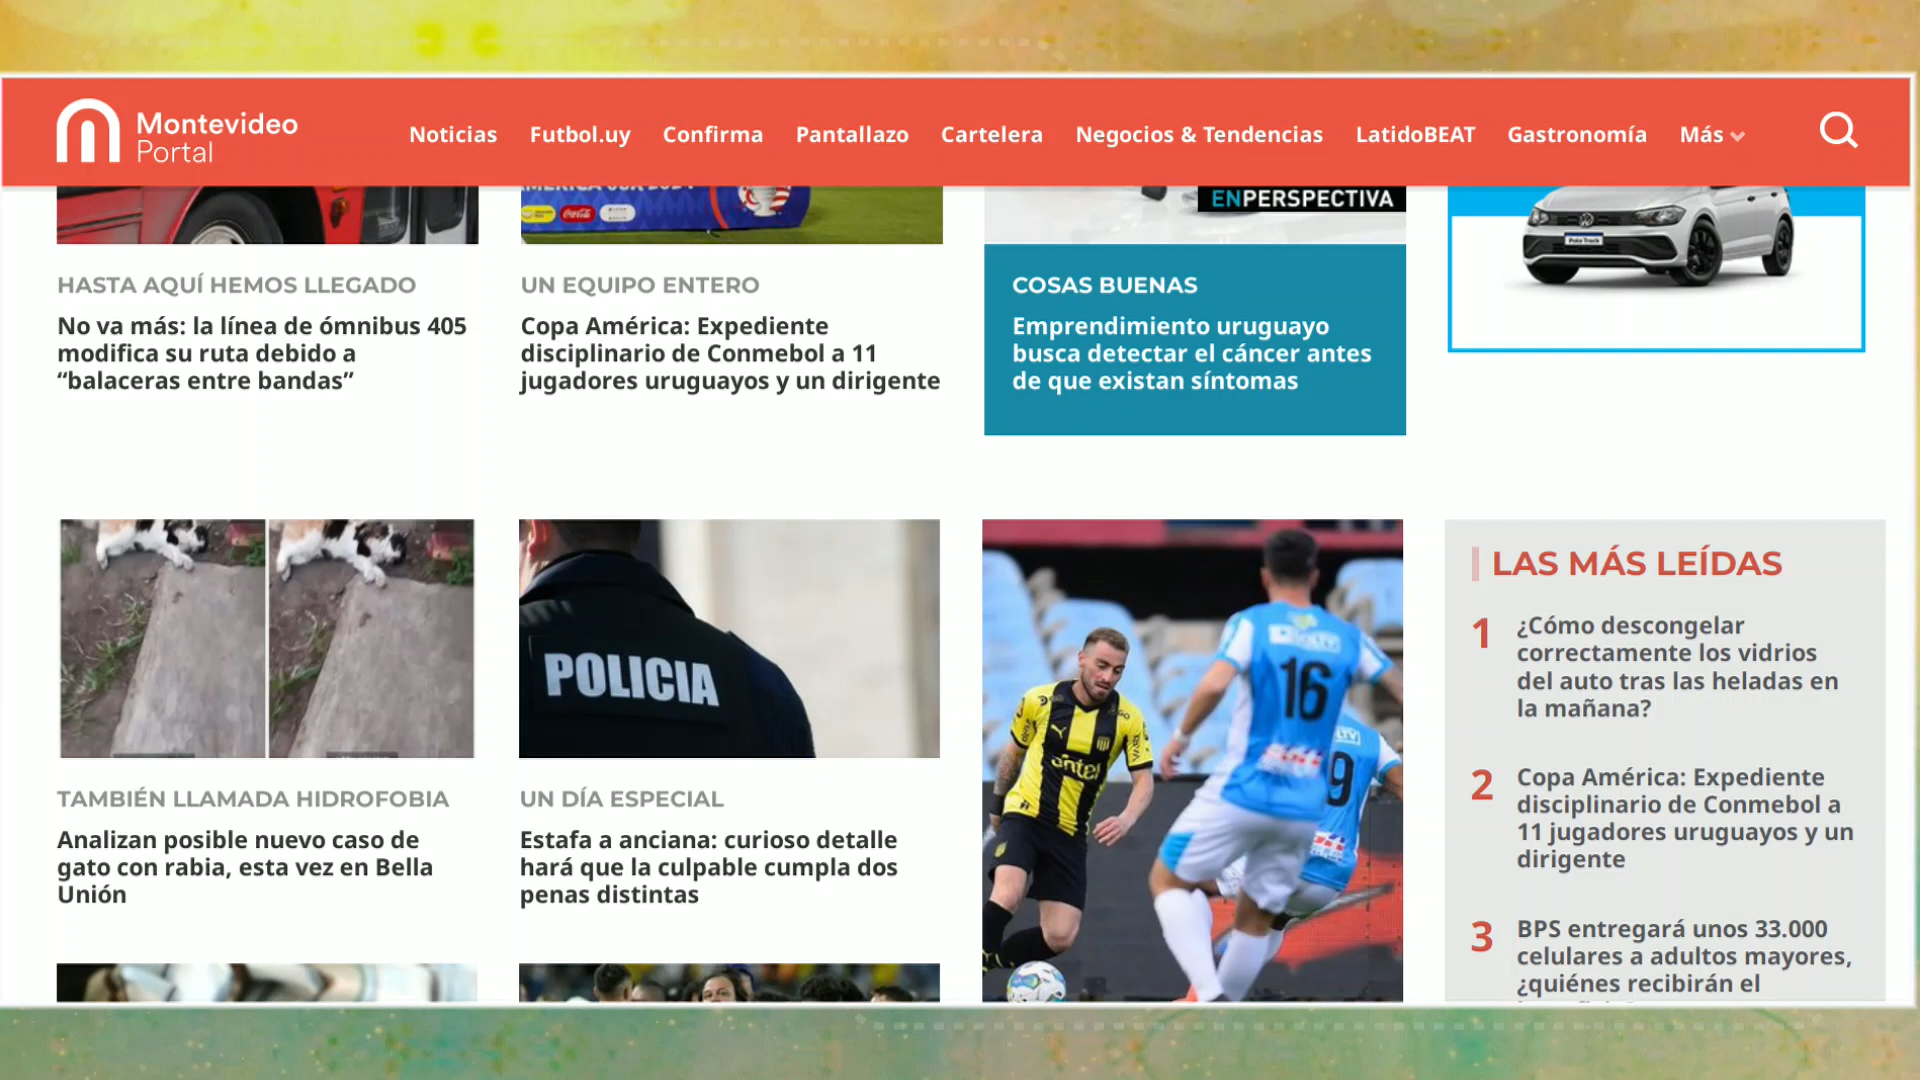 Montevideo
Portal
Noticias
Futbol.uy
Confirma
Pantallazo
Cartelera
Negocios & Tendencias
LatidoBEAT
Gastronomía
Más
ENPERSPECTIVA
Coca-Cola
Polo Track
HASTA AQUÍ HEMOS LLEGADO
No va más: la línea de ómnibus 405
modifica su ruta debido a
“balaceras entre bandas”
UN EQUIPO ENTERO
Copa América: Expediente
disciplinario de Conmebol a 11
jugadores uruguayos y un dirigente
COSAS BUENAS
Emprendimiento uruguayo
busca detectar el cáncer antes
de que existan síntomas
TAMBIÉN LLAMADA HIDROFOBIA
Analizan posible nuevo caso de
gato con rabia, esta vez en Bella
Unión
POLICIA
UN DÍA ESPECIAL
Estafa a anciana: curioso detalle
hará que la culpable cumpla dos
penas distintas
16
9
antel
LAS MÁS LEÍDAS
1
¿Cómo descongelar
correctamente los vidrios
del auto tras las heladas en
la mañana?
2
Copa América: Expediente
disciplinario de Conmebol a
11 jugadores uruguayos y un
dirigente
3
BPS entregará unos 33.000
celulares a adultos mayores,
¿quiénes recibirán el